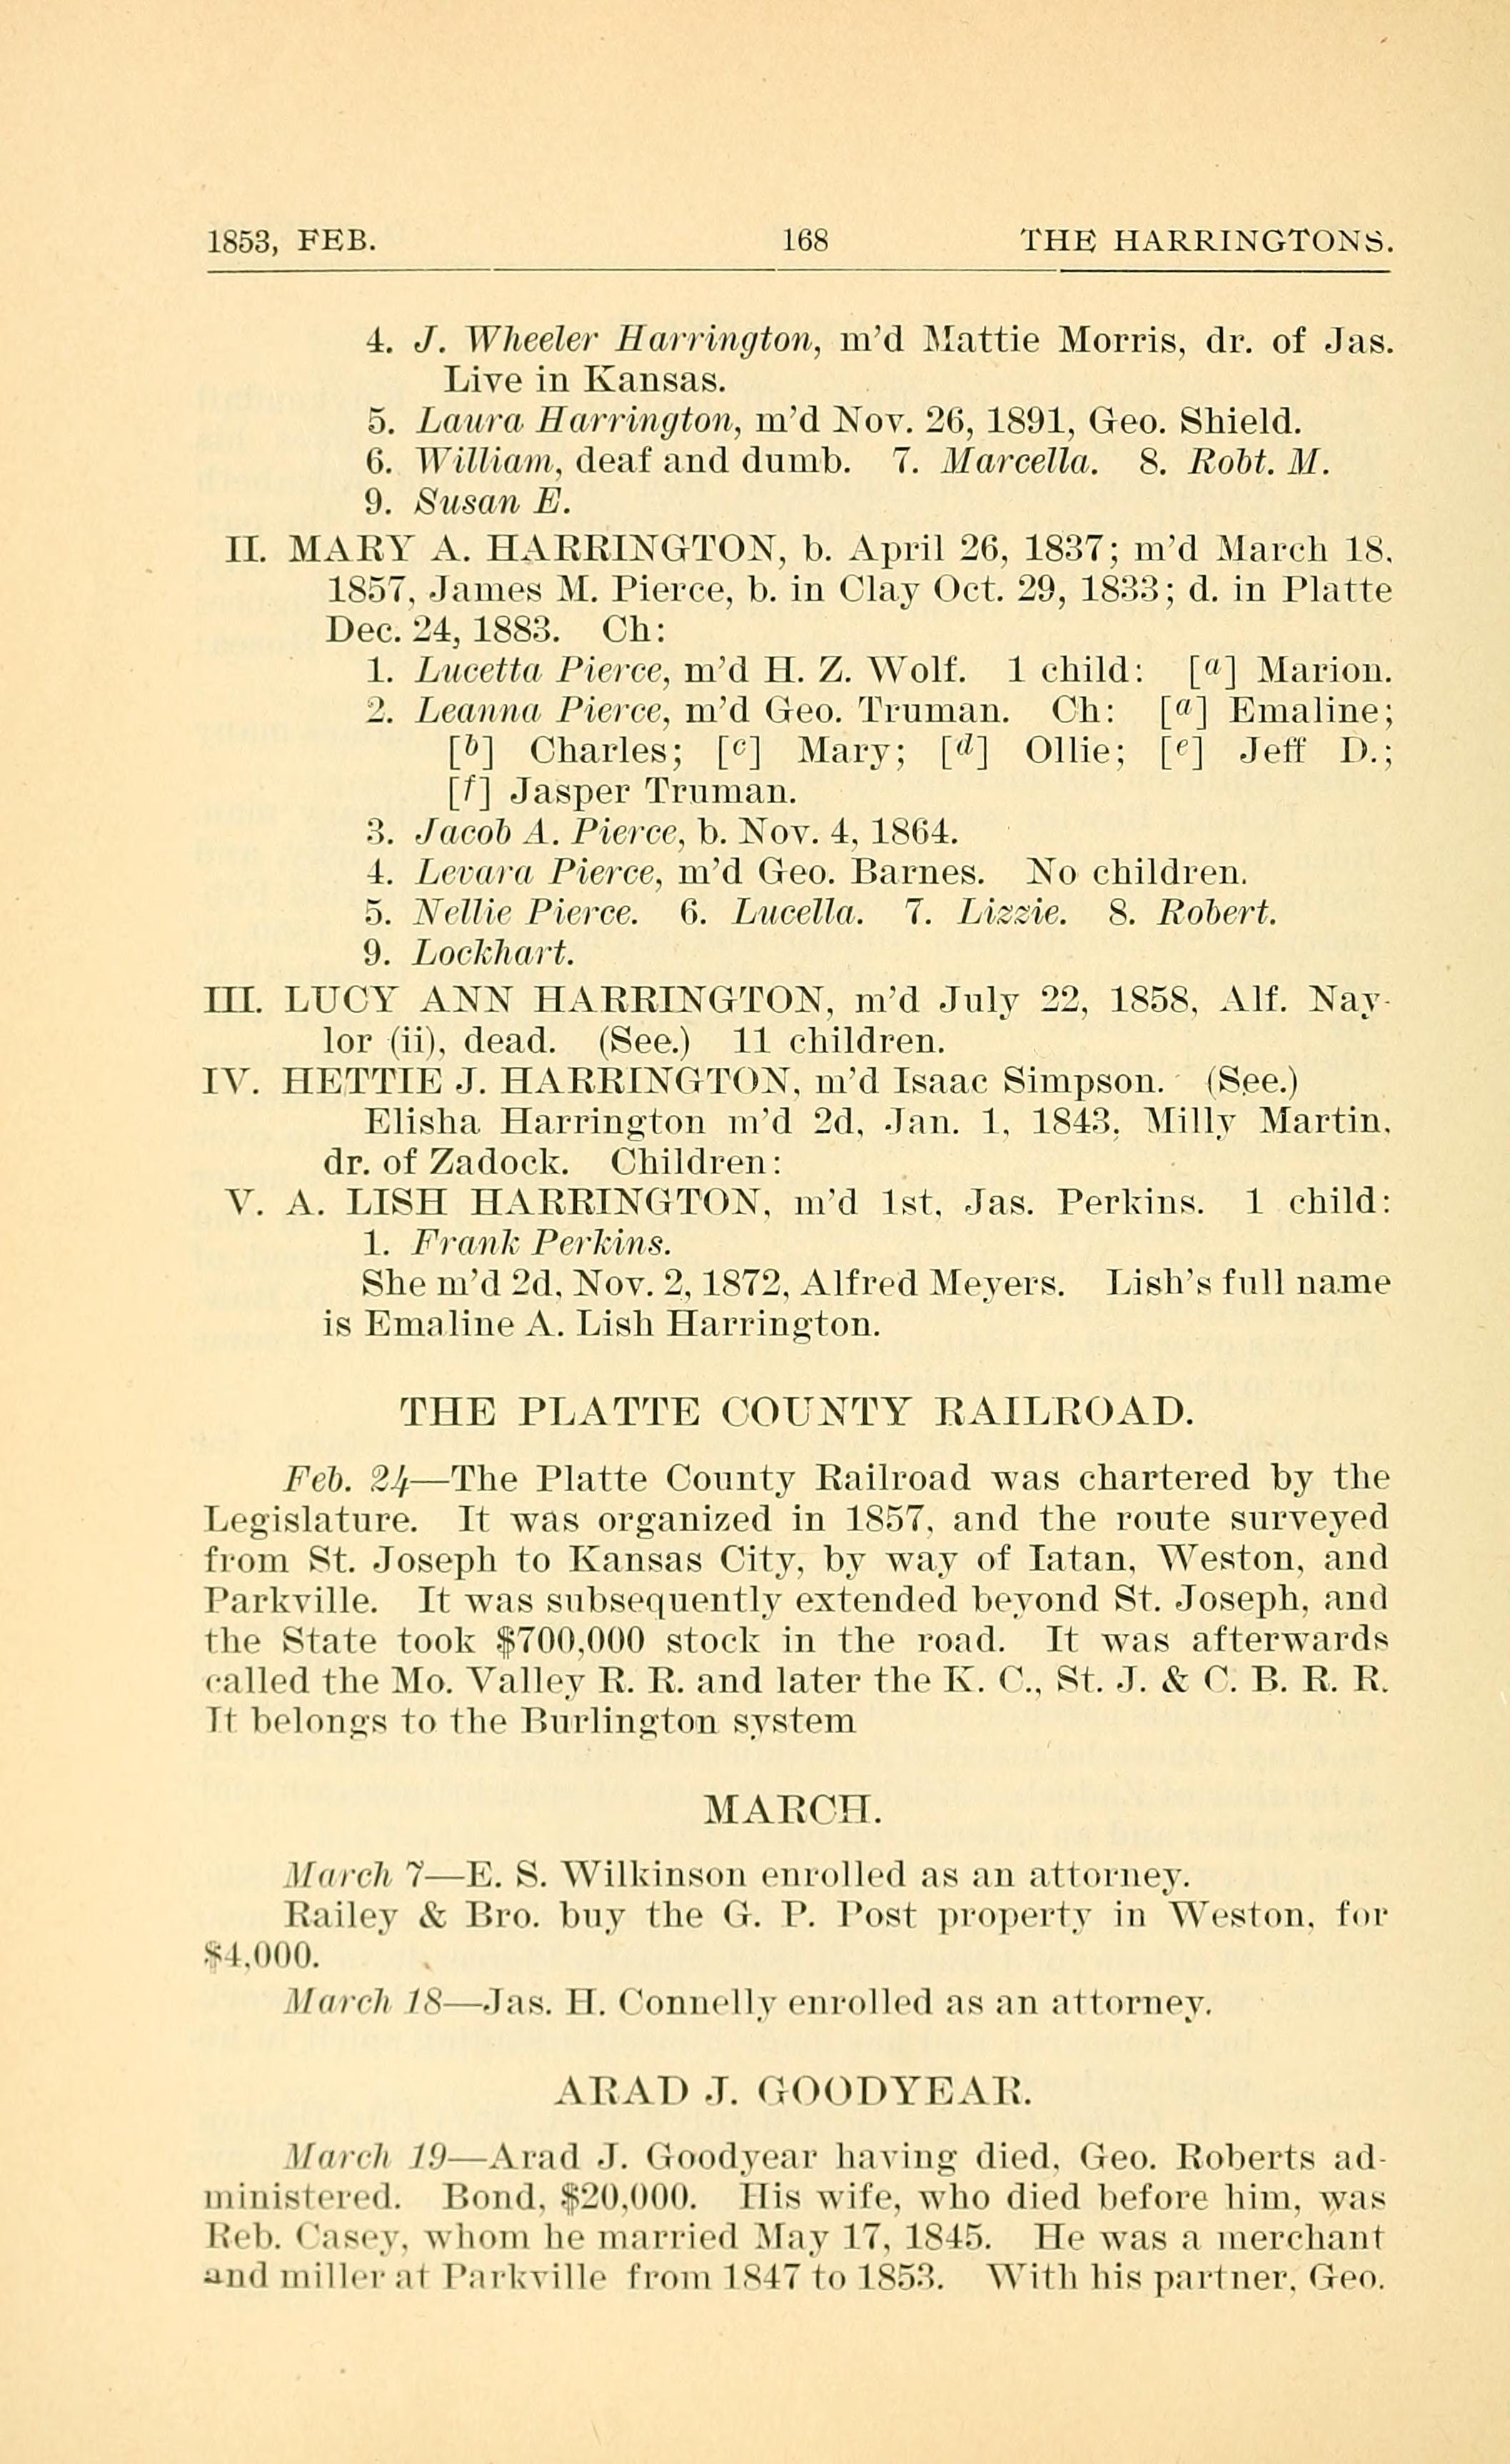 1853, FEB. 168 THE HARRINGTONS.
4. J. Wheeler Harrington, m'd Mattie Morris, dr. of Jas.
Live in Kansas.
5. Laura Harrington, m'd Nov. 26, 1891, Geo. Shield.
6. William, deaf and dumb. 7. Marcella. 8. Robt. M.
9. Susan E.
II. MARY A. HARRINGTON, b. April 26, 1837; m'd March 18,
1857, James M. Pierce, b. in Clay Oct. 29, 1833; d. in Platte
Dec. 24, 1883. Ch:
1. Lucetta Pierce, m'd H. Z. Wolf. 1 child: [a] Marion.
2. Leanna Pierce, m'd Geo. Truman. Ch: [a] Emaline;
[b] Charles; [c] Mary; [d] Ollie; [e] Jeff D.;
[f] Jasper Truman.
3. Jacob A. Pierce, b. Nov. 4, 1864.
4. Levara Pierce, m'd Geo. Barnes. No children.
5. Nellie Pierce. 6. Lucella. 7. Lizzie. 8. Robert.
9. Lockhart.
III. LUCY ANN HARRINGTON, m'd July 22, 1858, Alf. Nay-
lor (ii), dead. (See.) 11 children.
IV. HETTIE J. HARRINGTON, m'd Isaac Simpson. (See.)
Elisha Harrington m'd 2d, Jan. 1, 1843, Milly Martin,
dr. of Zadock. Children:
V. A. LISH HARRINGTON, m'd 1st, Jas. Perkins. 1 child:
1. Frank Perkins.
She m'd 2d, Nov. 2, 1872, Alfred Meyers. Lish's full name
is Emaline A. Lish Harrington.
THE PLATTE COUNTY RAILROAD.
Feb. 24—The Platte County Railroad was chartered by the
Legislature. It was organized in 1857, and the route surveyed
from St. Joseph to Kansas City, by way of Iatan, Weston, and
Parkville. It was subsequently extended beyond St. Joseph, and
the State took $700,000 stock in the road. It was afterwards
called the Mo. Valley R. R. and later the K. C., St. J. & C. B. R. R.
It belongs to the Burlington system
MARCH.
March 7—E. S. Wilkinson enrolled as an attorney.
Railey & Bro. buy the G. P. Post property in Weston, for
$4,000.
March 18—Jas. H. Connelly enrolled as an attorney.
ARAD J. GOODYEAR.
March 19—Arad J. Goodyear having died, Geo. Roberts ad-
ministered. Bond, $20,000. His wife, who died before him, was
Reb. Casey, whom he married May 17, 1845. He was a merchant
and miller at Parkville from 1847 to 1853. With his partner, Geo.